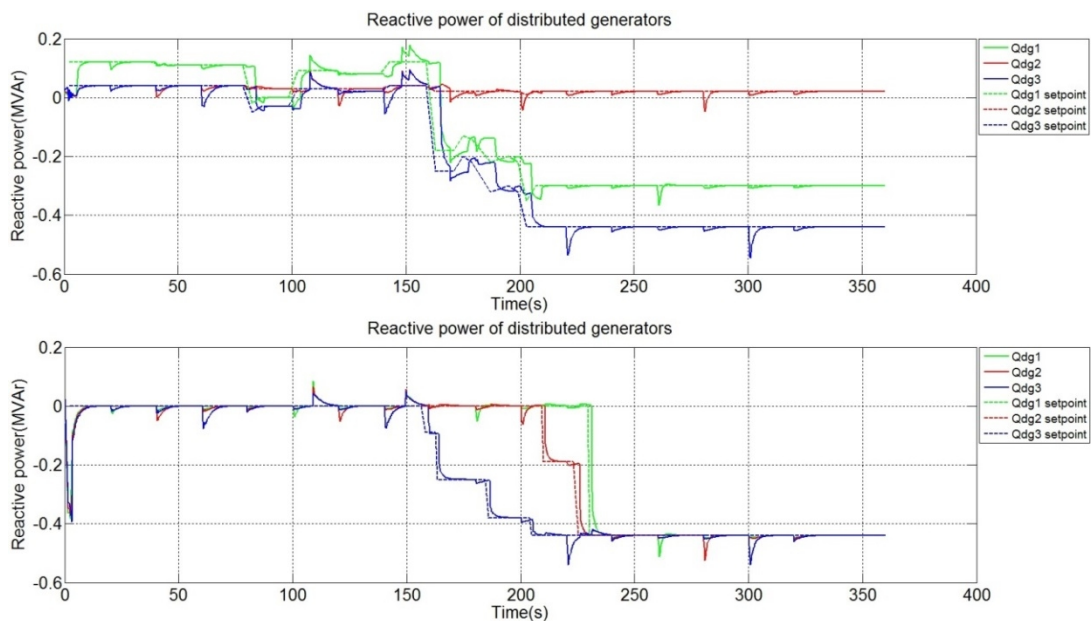 Reactive power of distributed generators
Reactive power(MVAr)
0.2
0
-0.2
-0.4
-0.6
0 50 100 150 200 250 300 350 400
Time(s)
Qdg1
Qdg2
Qdg3
Qdg1 setpoint
Qdg2 setpoint
Qdg3 setpoint
Reactive power of distributed generators
Reactive power(MVAr)
0.2
0
-0.2
-0.4
-0.6
0 50 100 150 200 250 300 350 400
Time(s)
Qdg1
Qdg2
Qdg3
Qdg1 setpoint
Qdg2 setpoint
Qdg3 setpoint